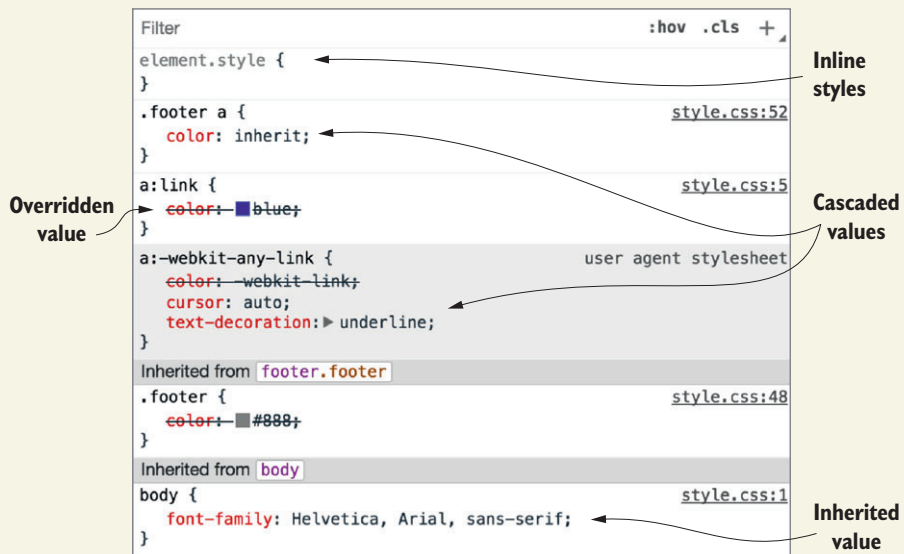 Filter :hov .cls +
element.style {
}
Inline
styles
.footer a { style.css:52
color: inherit;
}
a:link { style.css:5
color: blue;
}
Overridden
value
Cascaded
values
a:-webkit-any-link { user agent stylesheet
color: -webkit-link;
cursor: auto;
text-decoration:▶ underline;
}
Inherited from footer.footer
.footer { style.css:48
color: #888;
}
Inherited from body
body { style.css:1
font-family: Helvetica, Arial, sans-serif;
}
Inherited
value